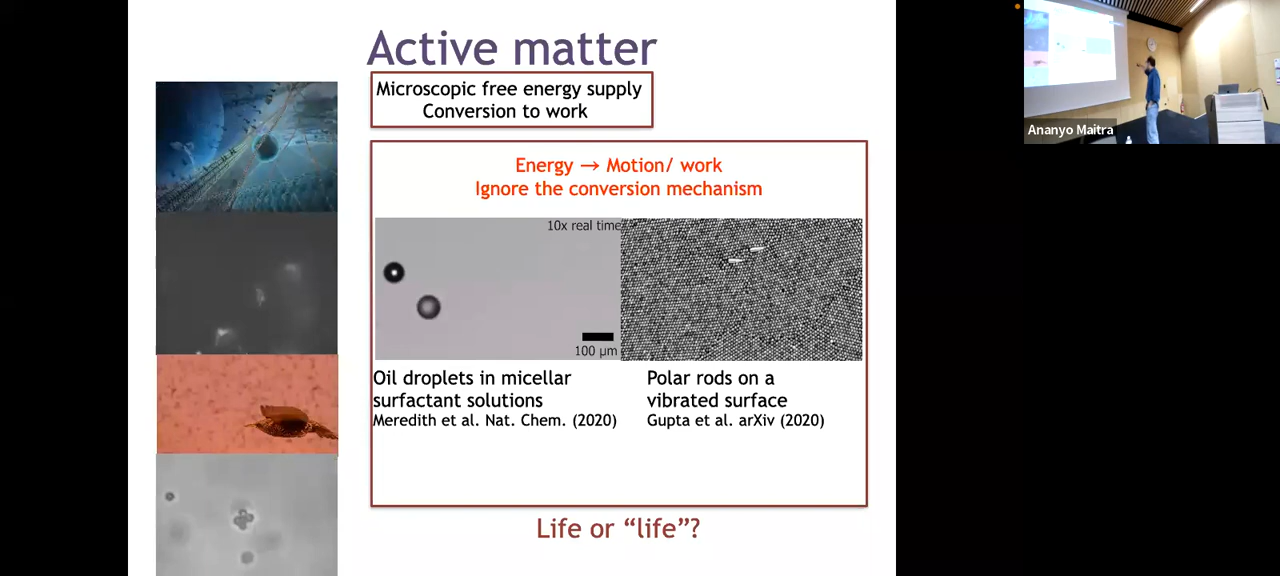 Active matter
Microscopic free energy supply
Conversion to work
Energy → Motion/ work
Ignore the conversion mechanism
10x real time
100 µm
Oil droplets in micellar
surfactant solutions
Meredith et al. Nat. Chem. (2020)
Polar rods on a
vibrated surface
Gupta et al. arXiv (2020)
Life or “life”?
Ananyo Maitra